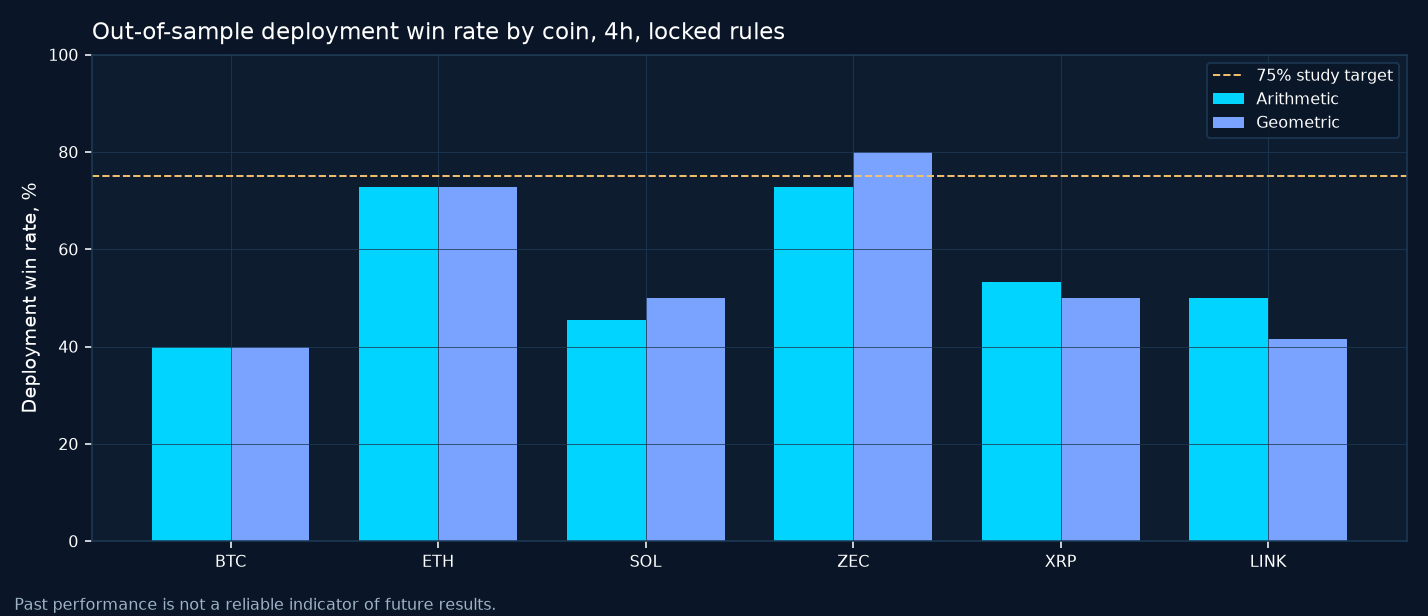 Out-of-sample deployment win rate by coin, 4h, locked rules
100
80
60
40
20
0
Deployment win rate, %
75% study target
Arithmetic
Geometric
BTC
ETH
SOL
ZEC
XRP
LINK
Past performance is not a reliable indicator of future results.